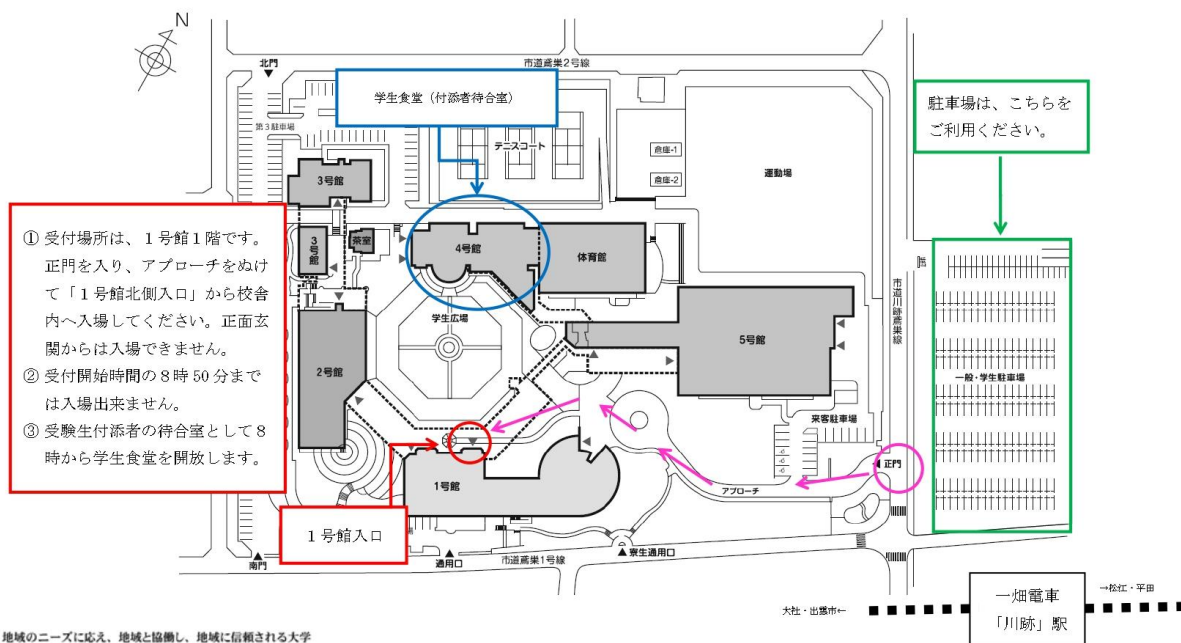 N
北門
市道鳶巣2号線
学生食堂（付添者待合室）
駐車場は、こちらを
ご利用ください。
第3駐車場
テニスコート
倉庫-1
倉庫-2
運動場
3号館
① 受付場所は、1号館1階です。
正門を入り、アプローチをぬけ
て「1号館北側入口」から校舎
内へ入場してください。正面玄
関からは入場できません。
② 受付開始時間の8時50分まで
は入場出来ません。
③ 受験生付添者の待合室として8
時から学生食堂を開放します。
3号館
茶室
4号館
体育館
市道川跡鳶巣線
学生広場
5号館
2号館
一般・学生駐車場
来客駐車場
正門
1号館
アプローチ
1号館入口
南門
通用口
市道鳶巣1号線
寮生通用口
大社・出雲市←
一畑電車
「川跡」駅
→松江・平田
地域のニーズに応え、地域と協働し、地域に信頼される大学